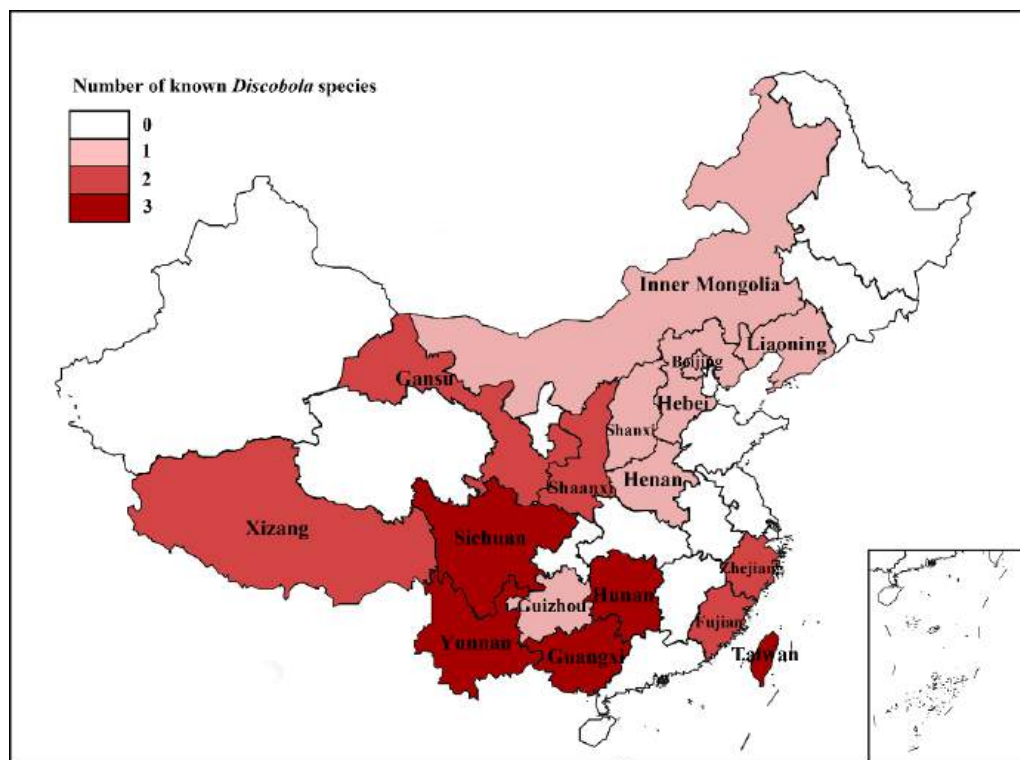 Number of known Discobola species
0
1
2
3
Inner Mongolia
Liaoning
Beijing
Gansu
Hebei
Shanxi
Henan
Shaanxi
Xizang
Sichuan
Zhejiang
Guizhou
Hunan
Fujian
Yunnan
Guangxi
Taiwan